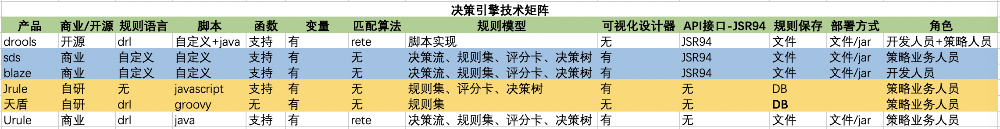 决策引擎技术矩阵
产品 商业/开源 规则语言 脚本 函数 变量 匹配算法 规则模型 可视化设计器 API接口-JSR94 规则保存 部署方式 角色
drools 开源 drl 自定义+java 支持 有 rete 脚本实现 无 JSR94 文件 文件/jar 开发人员+策略人员
sds 商业 自定义 自定义 支持 有 无 决策流、规则集、评分卡、决策树 有 JSR94 文件 文件/jar 策略业务人员
blaze 商业 自定义 自定义 支持 有 无 决策流、规则集、评分卡、决策树 有 JSR94 文件 文件/jar 开发人员
Jrule 自研 无 javascript 支持 有 无 规则集、评分卡、决策树 有 无 DB 策略业务人员
天盾 自研 drl groovy 无 有 无 规则集 无 无 DB 策略业务人员
Urule 商业 drl java 支持 有 rete 决策流、规则集、评分卡、决策树 有 无 文件 文件/jar 策略业务人员